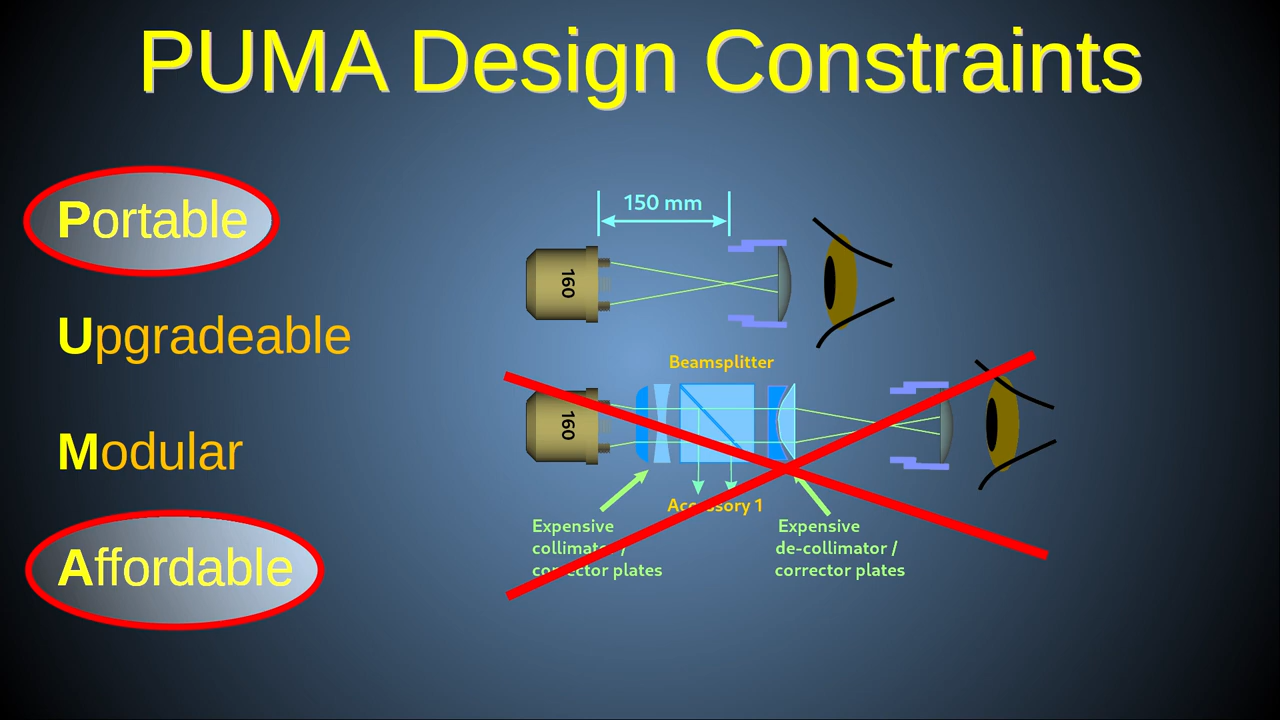 PUMA Design Constraints
Portable
Upgradeable
Modular
Affordable
150 mm
160
Beamsplitter
160
Accessory 1
Expensive
collimator /
corrector plates
Expensive
de-collimator /
corrector plates